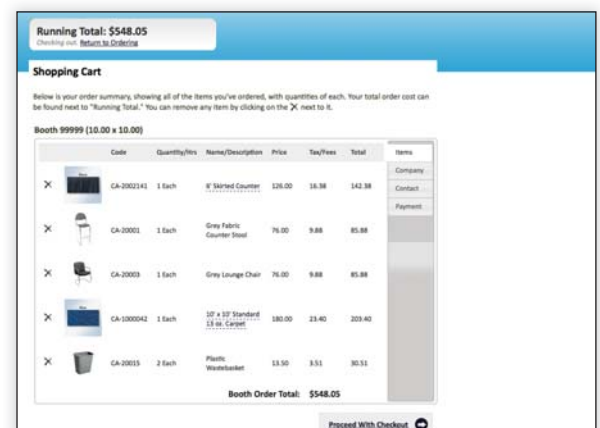 Running Total: $548.05
Checking out. Return to Ordering
Shopping Cart
Below is your order summary, showing all of the items you've ordered, with quantities of each. Your total order cost can
be found next to "Running Total." You can remove any item by clicking on the X next to it.
Booth 99999 (10.00 x 10.00)
Code Quantity/Hrs Name/Description Price Tax/Fees Total Items
Company
CA-2002141 1 Each 6' Skirted Counter 126.00 16.38 142.38 Contact
Payment
CA-20001 1 Each Grey Fabric
Counter Stool 76.00 9.88 85.88
CA-20003 1 Each Grey Lounge Chair 76.00 9.88 85.88
CA-1000042 1 Each 10' x 10' Standard
13 oz. Carpet 180.00 23.40 203.40
CA-20015 2 Each Plastic
Wastebasket 13.50 3.51 30.51
Booth Order Total: $548.05
Proceed With Checkout